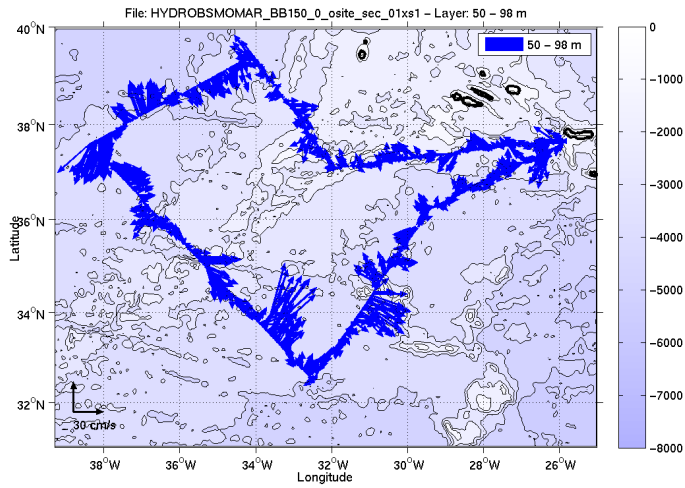 File: HYDROBSMOMAR_BB150_0_osite_sec_01xs1 – Layer: 50 – 98 m
50 – 98 m
40°N
38°N
36°N
34°N
32°N
Latitude
30 cm/s
38°W
36°W
34°W
32°W
30°W
28°W
26°W
Longitude
0
−1000
−2000
−3000
−4000
−5000
−6000
−7000
−8000